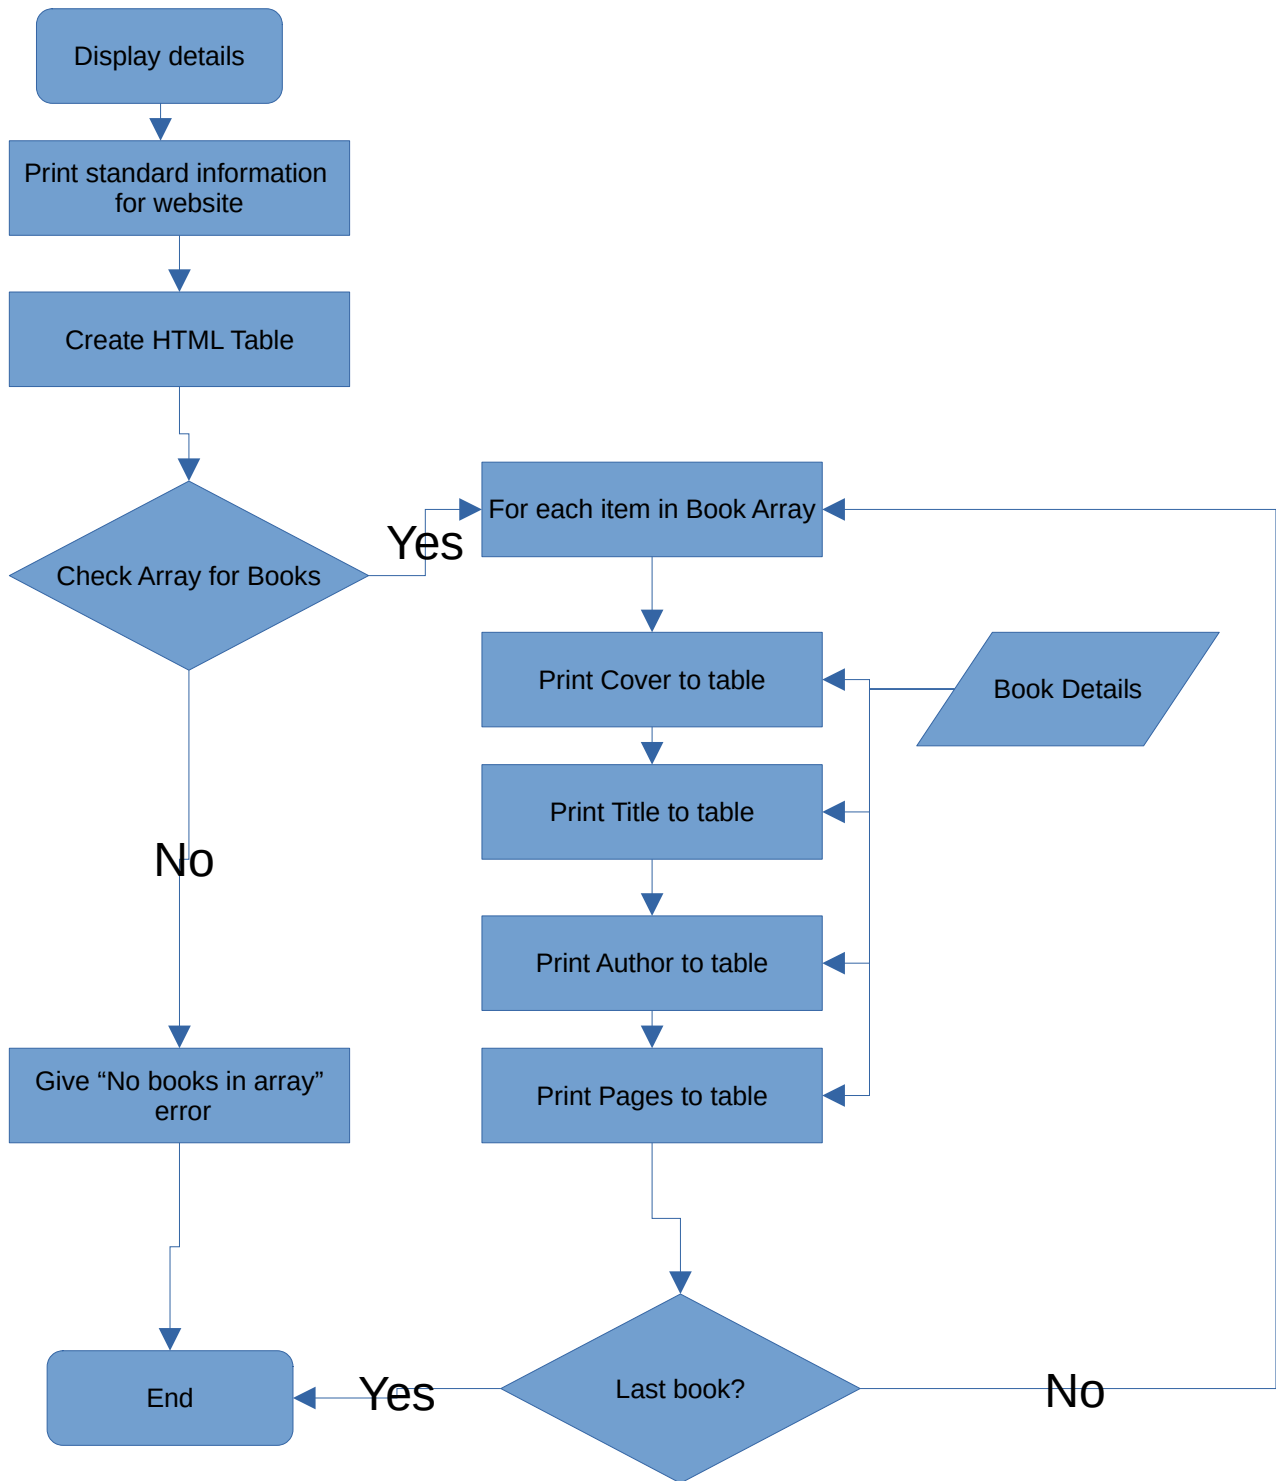 Display details
Print standard information
for website
Create HTML Table
Check Array for Books
Yes
For each item in Book Array
Print Cover to table
Book Details
Print Title to table
No
Print Author to table
Give “No books in array”
error
Print Pages to table
End
Yes
Last book?
No